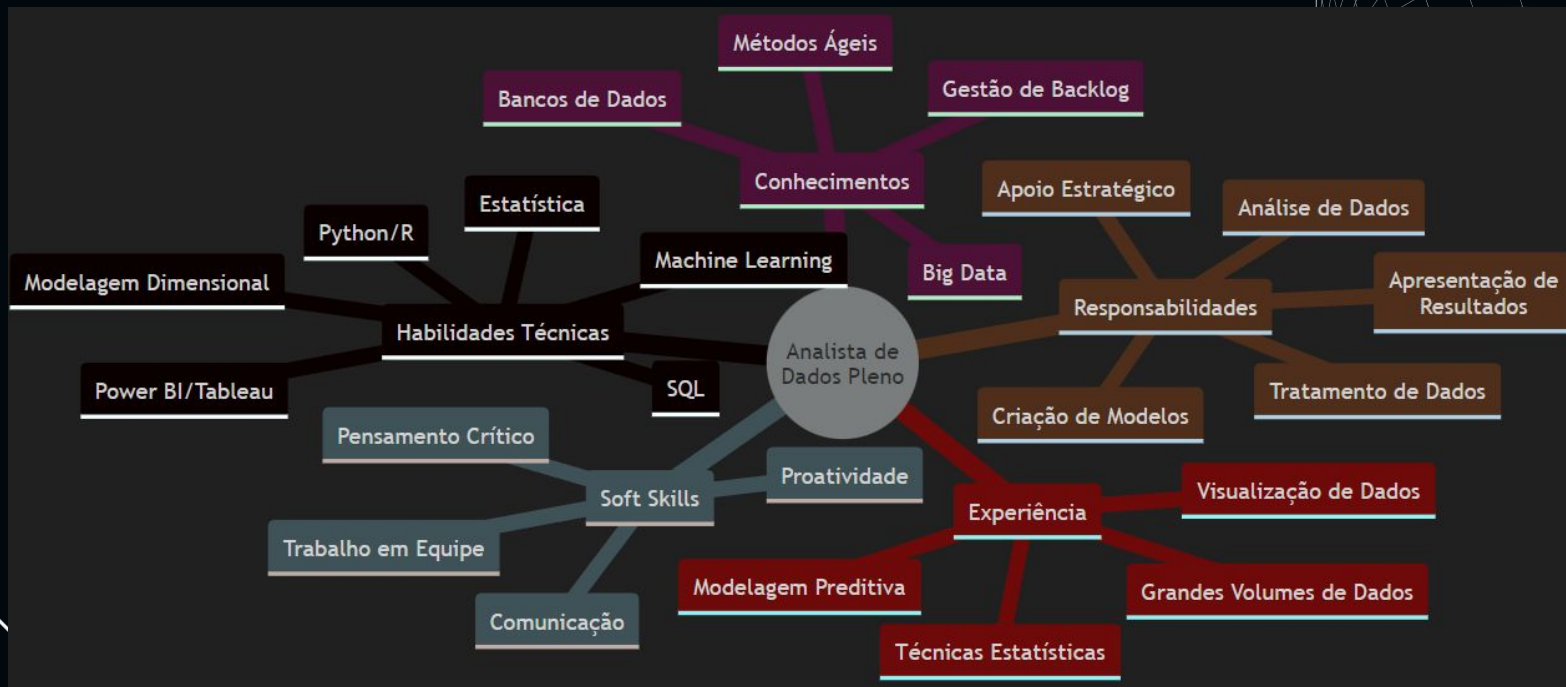 Métodos Ágeis
Bancos de Dados
Gestão de Backlog
Conhecimentos
Big Data
Apoio Estratégico
Análise de Dados
Apresentação de
Resultados
Responsabilidades
Tratamento de Dados
Criação de Modelos
Estatística
Python/R
Machine Learning
Modelagem Dimensional
Habilidades Técnicas
Power BI/Tableau
SQL
Analista de
Dados Pleno
Pensamento Crítico
Proatividade
Soft Skills
Trabalho em Equipe
Comunicação
Visualização de Dados
Experiência
Modelagem Preditiva
Grandes Volumes de Dados
Técnicas Estatísticas